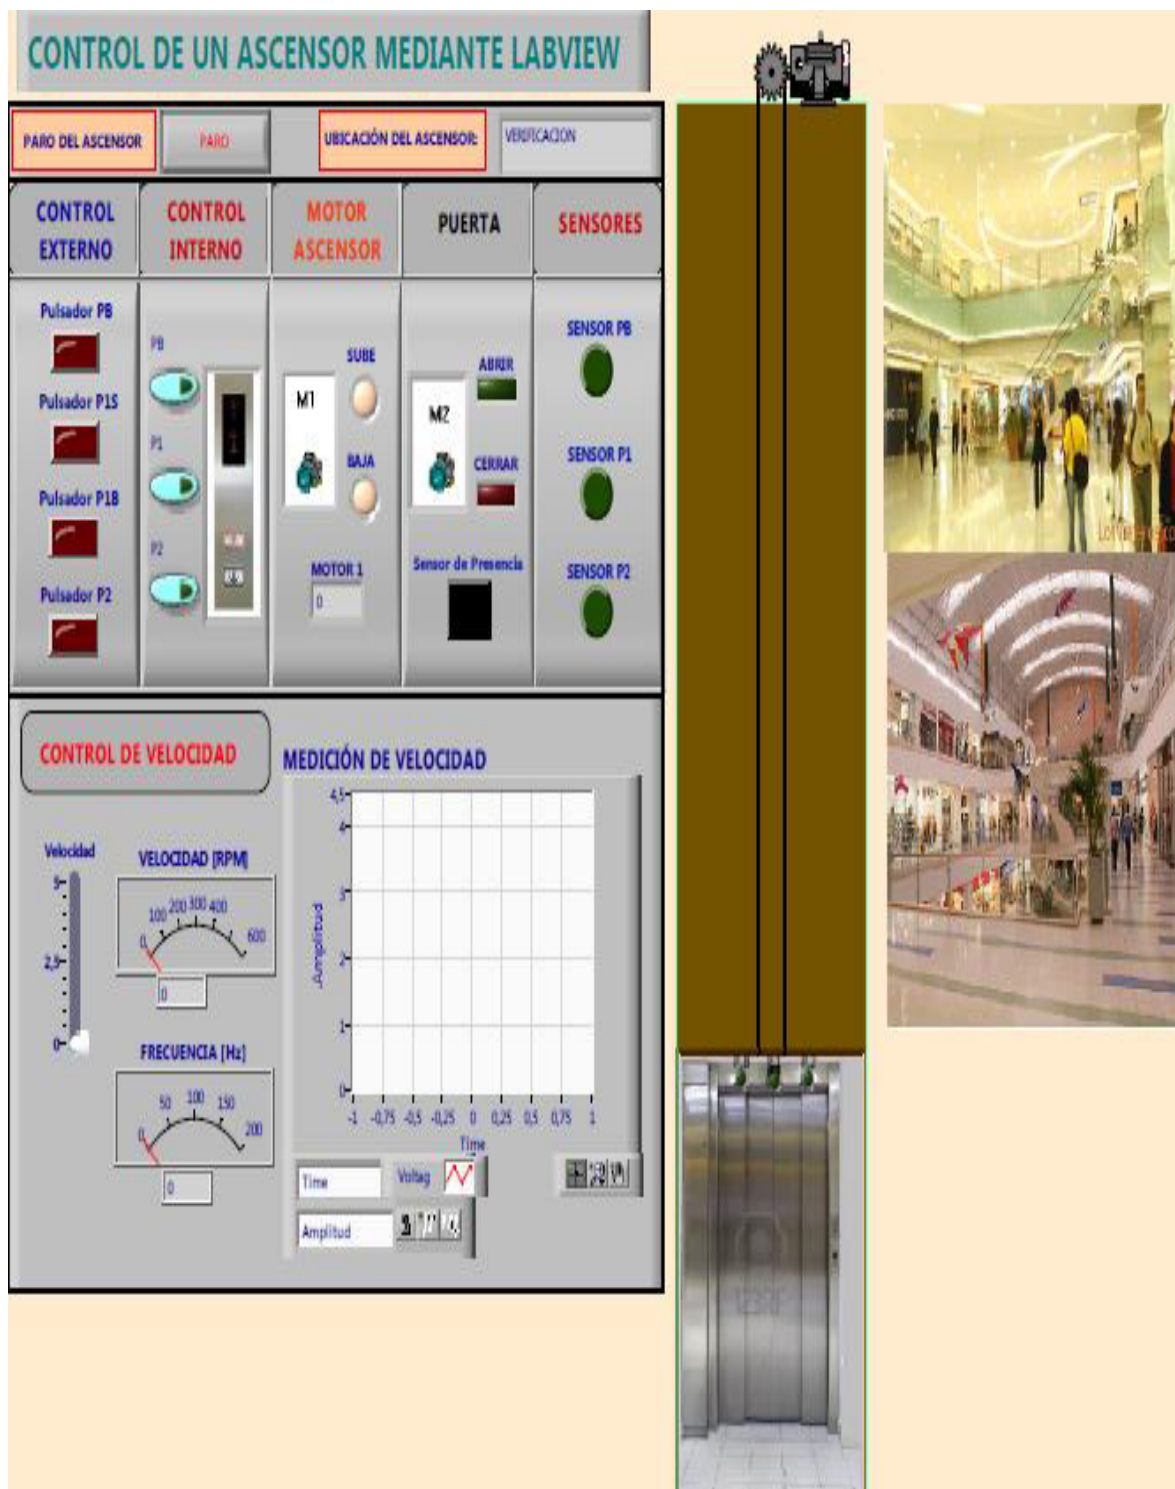 CONTROL DE UN ASCENSOR MEDIANTE LABVIEW
PARO DEL ASCENSOR
PARO
UBICACIÓN DEL ASCENSOR:
VERIFICACION
CONTROL
EXTERNO
CONTROL
INTERNO
MOTOR
ASCENSOR
PUERTA
SENSORES
Pulsador PB
Pulsador P1S
Pulsador P1B
Pulsador P2
PB
P1
P2
M1
SUBE
BAJA
MOTOR 1
0
M2
ABRIR
CERRAR
Sensor de Presencia
SENSOR PB
SENSOR P1
SENSOR P2
CONTROL DE VELOCIDAD
Velocidad
5
2,5
0
VELOCIDAD [RPM]
0 100 200 300 400 600
0
FRECUENCIA [Hz]
0 50 100 150 200
0
MEDICIÓN DE VELOCIDAD
4,5
4
3
2
1
0
Amplitud
-1 -0,75 -0,5 -0,25 0 0,25 0,5 0,75 1
Time
Time
Voltag
Amplitud